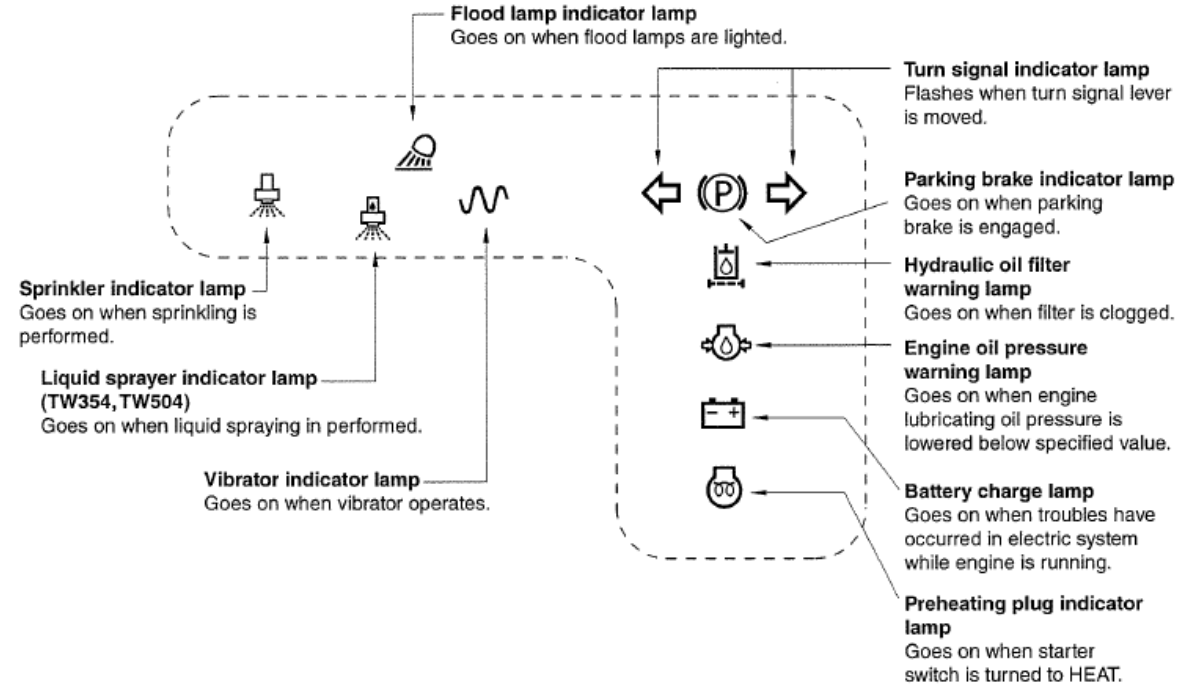 Flood lamp indicator lamp
Goes on when flood lamps are lighted.
Turn signal indicator lamp
Flashes when turn signal lever
is moved.
Parking brake indicator lamp
Goes on when parking
brake is engaged.
Hydraulic oil filter
warning lamp
Goes on when filter is clogged.
Engine oil pressure
warning lamp
Goes on when engine
lubricating oil pressure is
lowered below specified value.
Battery charge lamp
Goes on when troubles have
occurred in electric system
while engine is running.
Preheating plug indicator
lamp
Goes on when starter
switch is turned to HEAT.
Sprinkler indicator lamp
Goes on when sprinkling is
performed.
Liquid sprayer indicator lamp
(TW354, TW504)
Goes on when liquid spraying in performed.
Vibrator indicator lamp
Goes on when vibrator operates.
P